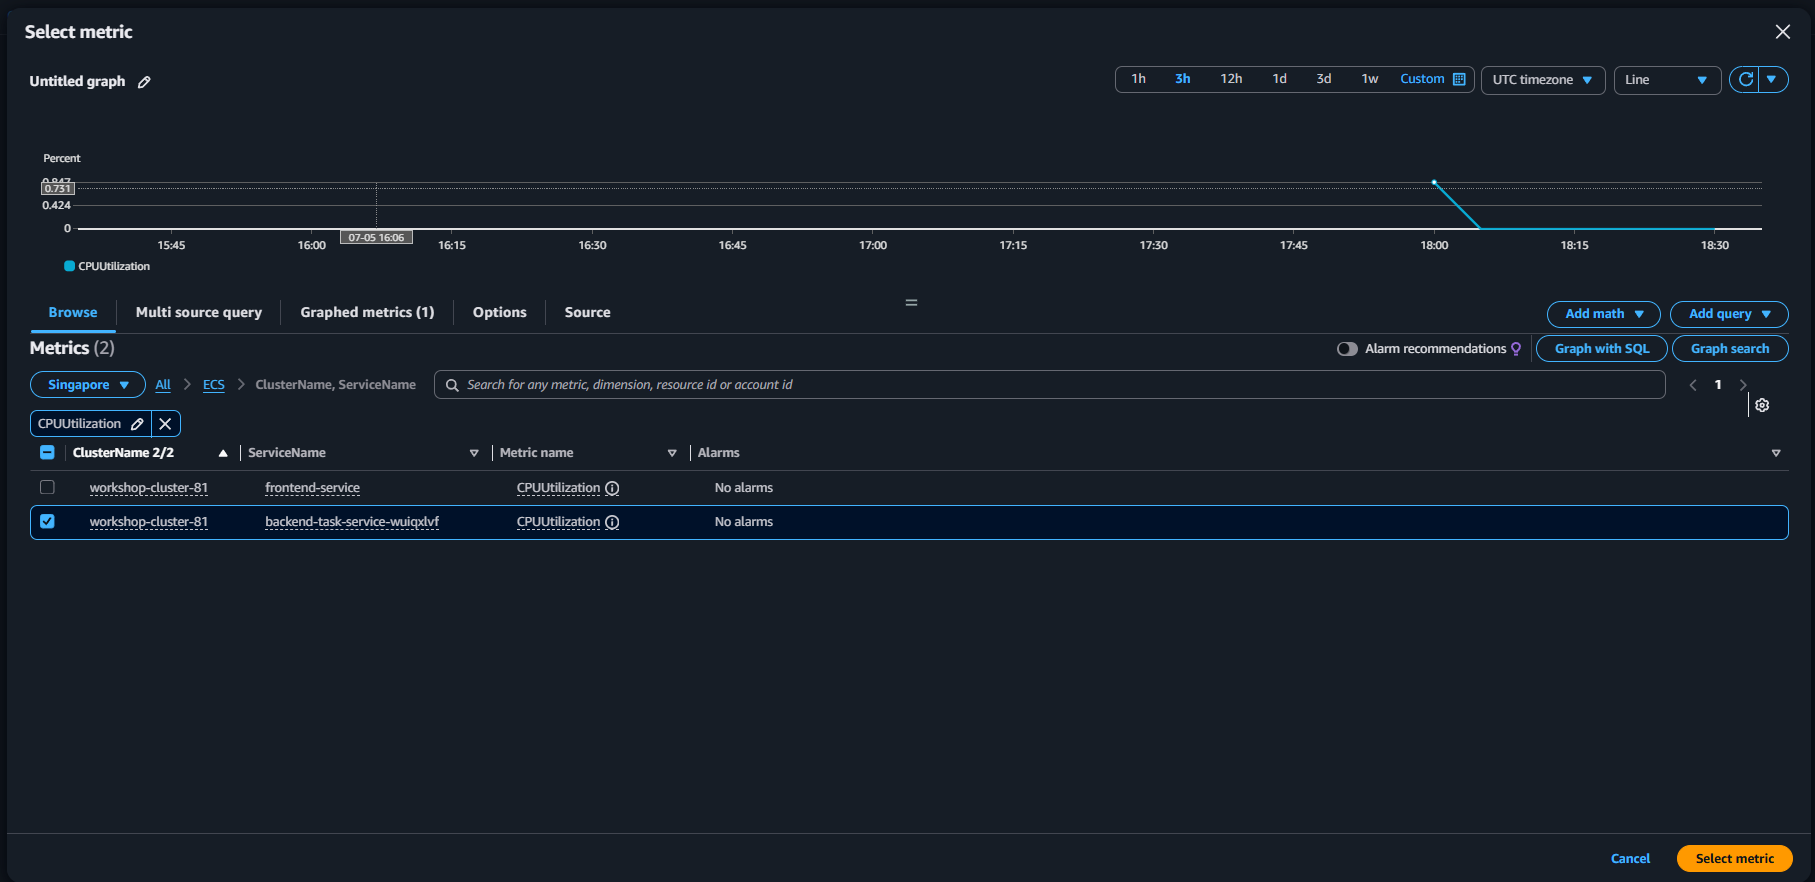 Select metric
Untitled graph
1h 3h 12h 1d 3d 1w Custom UTC timezone Line
Percent
0.847
0.731
0.424
0
15:45 16:00 07-05 16:06 16:15 16:30 16:45 17:00 17:15 17:30 17:45 18:00 18:15 18:30
CPUUtilization
Browse Multi source query Graphed metrics (1) Options Source Add math Add query
Metrics (2) Alarm recommendations Graph with SQL Graph search
Singapore All ECS ClusterName, ServiceName Search for any metric, dimension, resource id or account id 1
CPUUtilization
ClusterName 2/2 ServiceName Metric name Alarms
workshop-cluster-81 frontend-service CPUUtilization No alarms
workshop-cluster-81 backend-task-service-wuiqxlvf CPUUtilization No alarms
Cancel Select metric